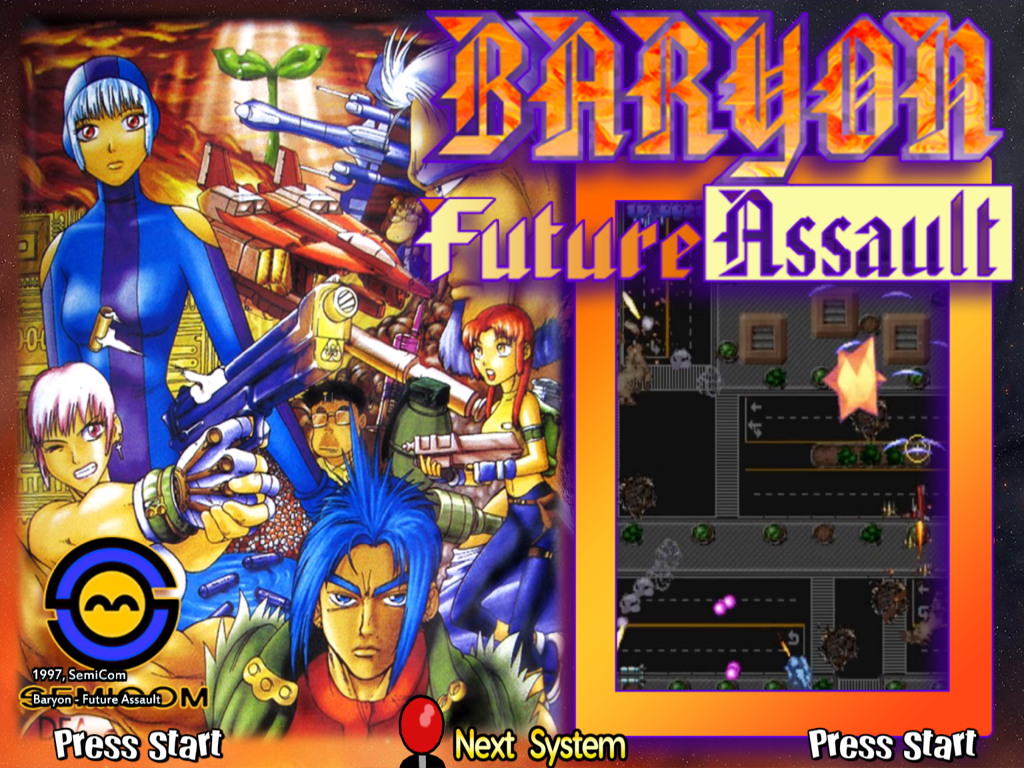 BARYON
Future Assault
1997, SemiCom
SEMICOM
Baryon - Future Assault
Press Start
Next System
Press Start